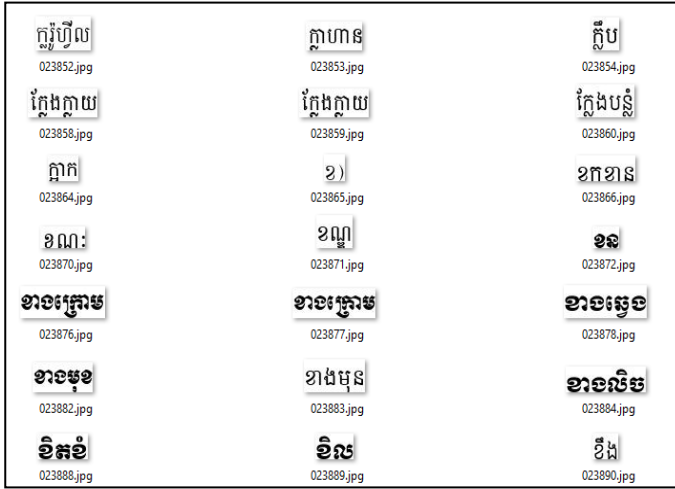 ក្លរ៉ូហ្វីល ក្លាហាន ក្លឹប
023852.jpg 023853.jpg 023854.jpg
ក្លែងក្លាយ ក្លែងក្លាយ ក្លែងបន្លំ
023858.jpg 023859.jpg 023860.jpg
ក្អាក ខ) ខកខាន
023864.jpg 023865.jpg 023866.jpg
ខណៈ ខណ្ឌ ខន
023870.jpg 023871.jpg 023872.jpg
ខាងក្រោម ខាងក្រោម ខាងឆ្វេង
023876.jpg 023877.jpg 023878.jpg
ខាងមុខ ខាងមុន ខាងលិច
023882.jpg 023883.jpg 023884.jpg
ខិតខំ ខិល ខឹង
023888.jpg 023889.jpg 023890.jpg